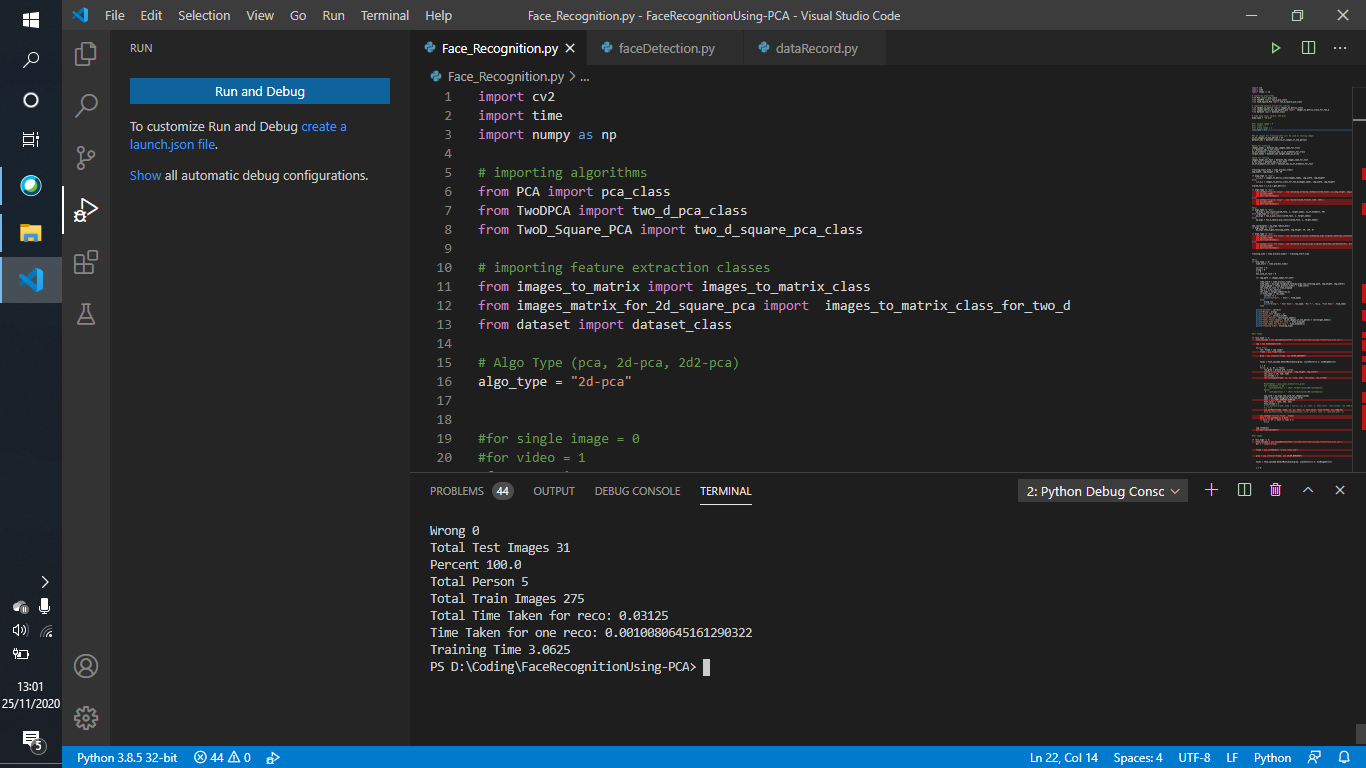 File Edit Selection View Go Run Terminal Help
Face_Recognition.py - FaceRecognitionUsing-PCA - Visual Studio Code
RUN
Run and Debug
To customize Run and Debug create a
launch.json file.
Show all automatic debug configurations.
Face_Recognition.py
faceDetection.py
dataRecord.py
Face_Recognition.py > ...
1 import cv2
2 import time
3 import numpy as np
4
5 # importing algorithms
6 from PCA import pca_class
7 from TwoDPCA import two_d_pca_class
8 from TwoD_Square_PCA import two_d_square_pca_class
9
10 # importing feature extraction classes
11 from images_to_matrix import images_to_matrix_class
12 from images_matrix_for_2d_square_pca import  images_to_matrix_class_for_two_d
13 from dataset import dataset_class
14
15 # Algo Type (pca, 2d-pca, 2d2-pca)
16 algo_type = "2d-pca"
17
18
19 #for single image = 0
20 #for video = 1
PROBLEMS 44 OUTPUT DEBUG CONSOLE TERMINAL
2: Python Debug Consc
Wrong 0
Total Test Images 31
Percent 100.0
Total Person 5
Total Train Images 275
Total Time Taken for reco: 0.03125
Time Taken for one reco: 0.0010080645161290322
Training Time 3.0625
PS D:\Coding\FaceRecognitionUsing-PCA>
13:01
25/11/2020
5
Python 3.8.5 32-bit 44 0
Ln 22, Col 14 Spaces: 4 UTF-8 LF Python